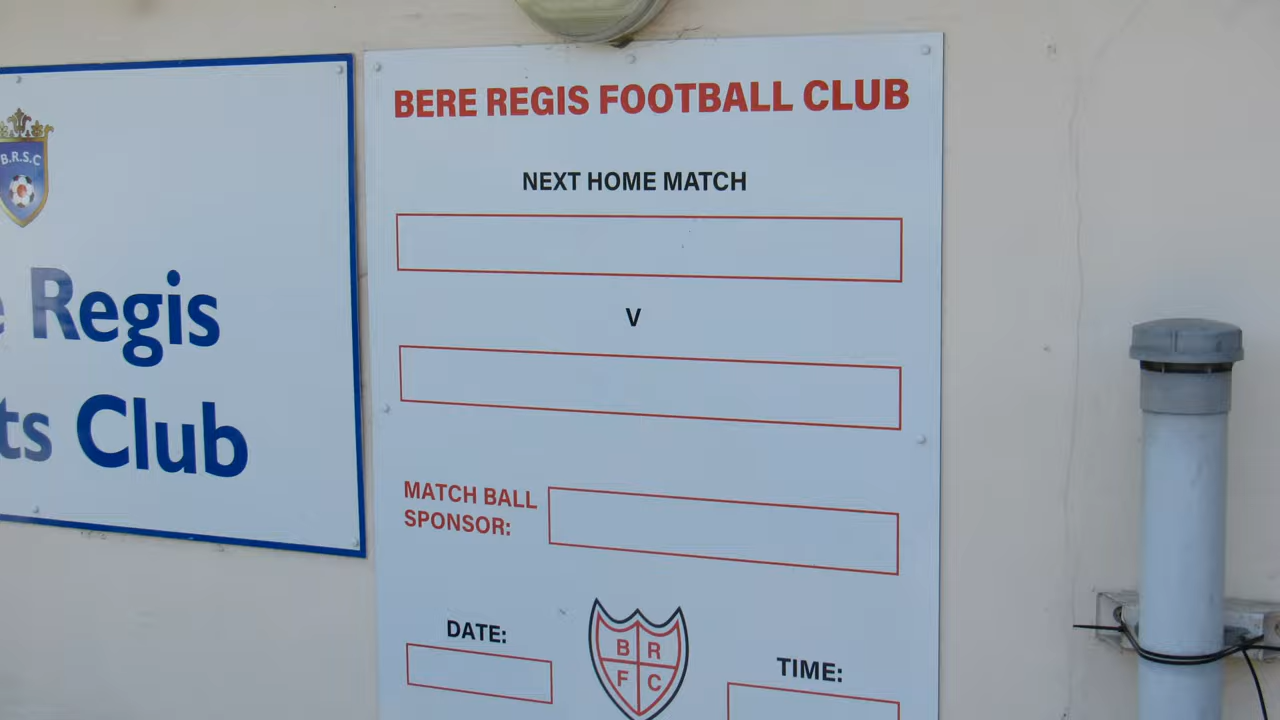 B.R.S.C
Regis
ts Club
BERE REGIS FOOTBALL CLUB
NEXT HOME MATCH
V
MATCH BALL
SPONSOR:
DATE:
B R
F C
TIME: